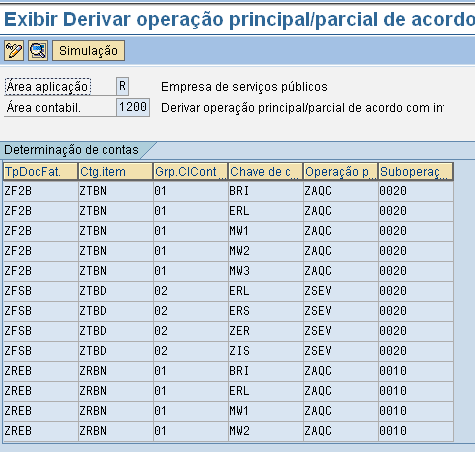 Exibir Derivar operação principal/parcial de acordo
Simulação
Área aplicação R Empresa de serviços públicos
Área contabil. 1200 Derivar operação principal/parcial de acordo com in
Determinação de contas
TpDocFat. Ctg.item Grp.ClCont... Chave de c... Operação p... Suboperaç...
ZF2B ZTBN 01 BRI ZAQC 0020
ZF2B ZTBN 01 ERL ZAQC 0020
ZF2B ZTBN 01 MW1 ZAQC 0020
ZF2B ZTBN 01 MW2 ZAQC 0020
ZF2B ZTBN 01 MW3 ZAQC 0020
ZFSB ZTBD 02 ERL ZSEV 0020
ZFSB ZTBD 02 ERS ZSEV 0020
ZFSB ZTBD 02 ZER ZSEV 0020
ZFSB ZTBD 02 ZIS ZSEV 0020
ZREB ZRBN 01 BRI ZAQC 0010
ZREB ZRBN 01 ERL ZAQC 0010
ZREB ZRBN 01 MW1 ZAQC 0010
ZREB ZRBN 01 MW2 ZAQC 0010